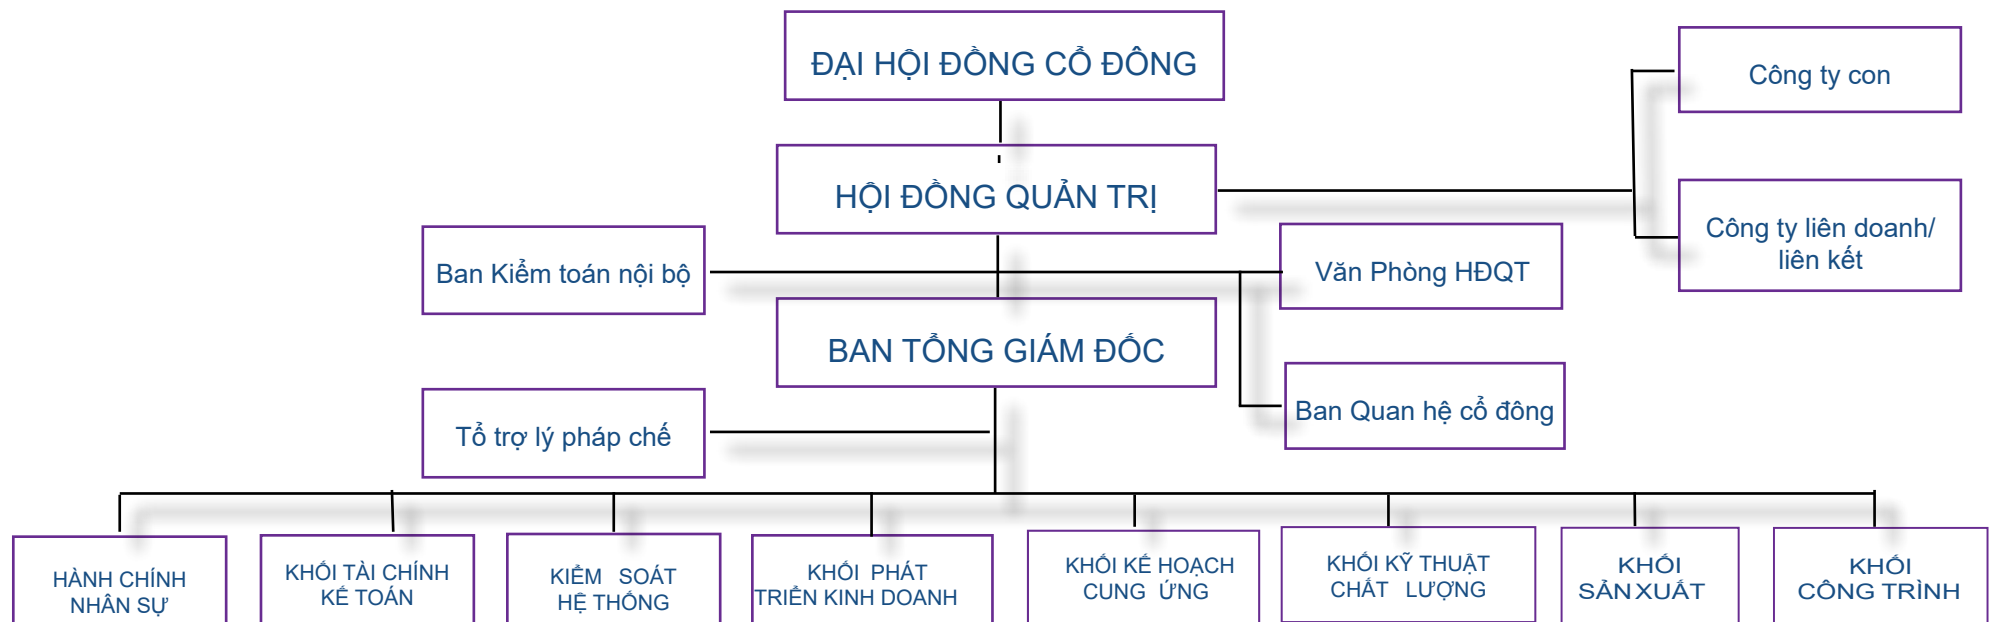 ĐẠI HỘI ĐỒNG CỔ ĐÔNG
Công ty con
HỘI ĐỒNG QUẢN TRỊ
Công ty liên doanh/
liên kết
Ban Kiểm toán nội bộ
Văn Phòng HĐQT
BAN TỔNG GIÁM ĐỐC
Ban Quan hệ cổ đông
Tổ trợ lý pháp chế
HÀNH CHÍNH
NHÂN SỰ
KHỐI TÀI CHÍNH
KẾ TOÁN
KIỂM SOÁT
HỆ THỐNG
KHỐI PHÁT
TRIỂN KINH DOANH
KHỐI KẾ HOẠCH
CUNG ỨNG
KHỐI KỸ THUẬT
CHẤT LƯỢNG
KHỐI
SẢN XUẤT
KHỐI
CÔNG TRÌNH